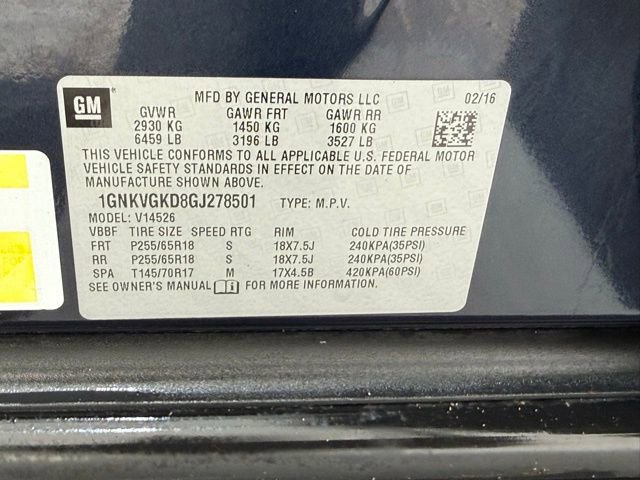 GM
MFD BY GENERAL MOTORS LLC 02/16
GVWR GAWR FRT GAWR RR
2930 KG 1450 KG 1600 KG
6459 LB 3196 LB 3527 LB
THIS VEHICLE CONFORMS TO ALL APPLICABLE U.S. FEDERAL MOTOR
VEHICLE SAFETY STANDARDS IN EFFECT ON THE DATE OF
MANUFACTURE SHOWN ABOVE.
1GNKVGKD8GJ278501 TYPE: M.P.V.
MODEL: V14526
VBBF TIRE SIZE SPEED RTG RIM COLD TIRE PRESSURE
FRT P255/65R18 S 18X7.5J 240KPA(35PSI)
RR P255/65R18 S 18X7.5J 240KPA(35PSI)
SPA T145/70R17 M 17X4.5B 420KPA(60PSI)
SEE OWNER'S MANUAL FOR MORE INFORMATION.